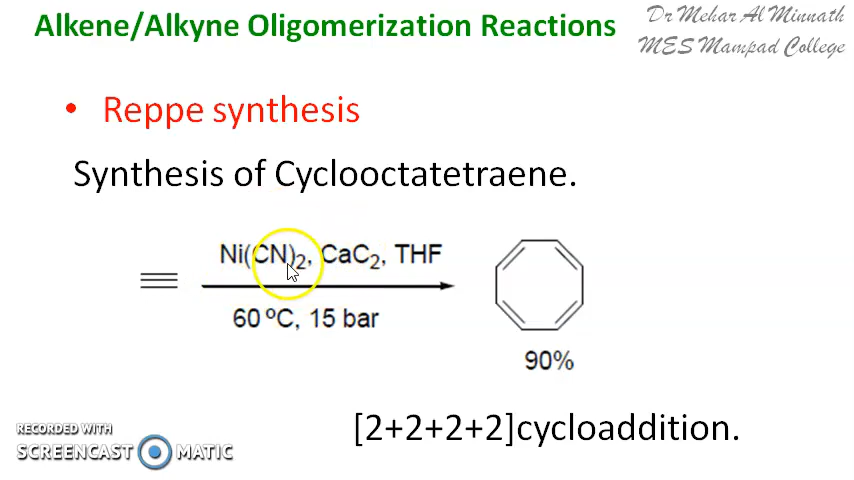 Alkene/Alkyne Oligomerization Reactions
Dr Mehar Al Minnath
MES Mampad College
• Reppe synthesis
Synthesis of Cyclooctatetraene.
Ni(CN)₂, CaC₂, THF
60 ºC, 15 bar
90%
[2+2+2+2]cycloaddition.
RECORDED WITH
SCREENCAST MATIC